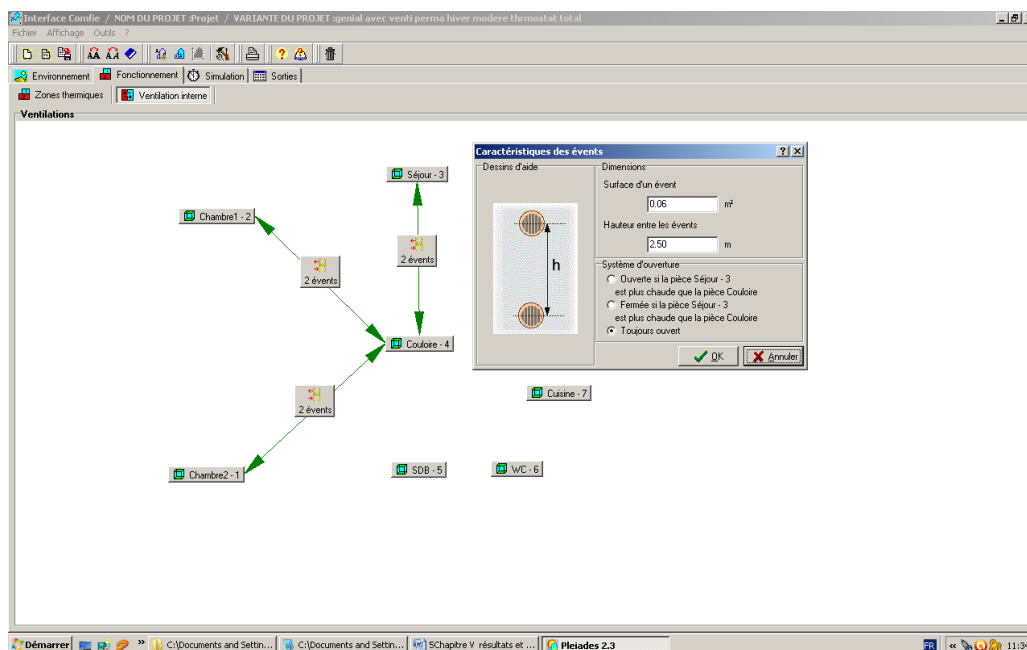 Interface Comfie / NOM DU PROJET :Projet / VARIANTE DU PROJET :genial avec venti perma hiver modere thrmostat total
Fichier Affichage Outils ?
Environnement Fonctionnement Simulation Sorties
Zones thermiques Ventilation interne
Ventilations
Séjour - 3
Chambre1 - 2
2 évents
2 évents
Couloire - 4
2 évents
Chambre2 - 1
SDB - 5
WC - 6
Cuisine - 7
Caractéristiques des évents
Dessins d'aide
h
Dimensions
Surface d'un évent
0.06 m²
Hauteur entre les évents
2.50 m
Système d'ouverture
Ouverte si la pièce Séjour - 3
est plus chaude que la pièce Couloire
Fermée si la pièce Séjour - 3
est plus chaude que la pièce Couloire
Toujours ouvert
OK Annuler
Démarrer » C:\Documents and Settin... C:\Documents and Settin... 5Chapitre V résultats et ... Pleiades 2.3 FR « 11:34